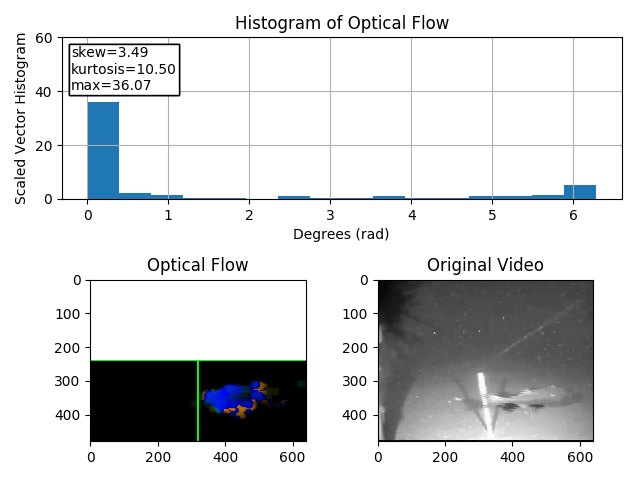 Histogram of Optical Flow
Scaled Vector Histogram
60
40
20
0
skew=3.49
kurtosis=10.50
max=36.07
0 1 2 3 4 5 6
Degrees (rad)
Optical Flow
0
100
200
300
400
0 200 400 600
Original Video
0
100
200
300
400
0 200 400 600